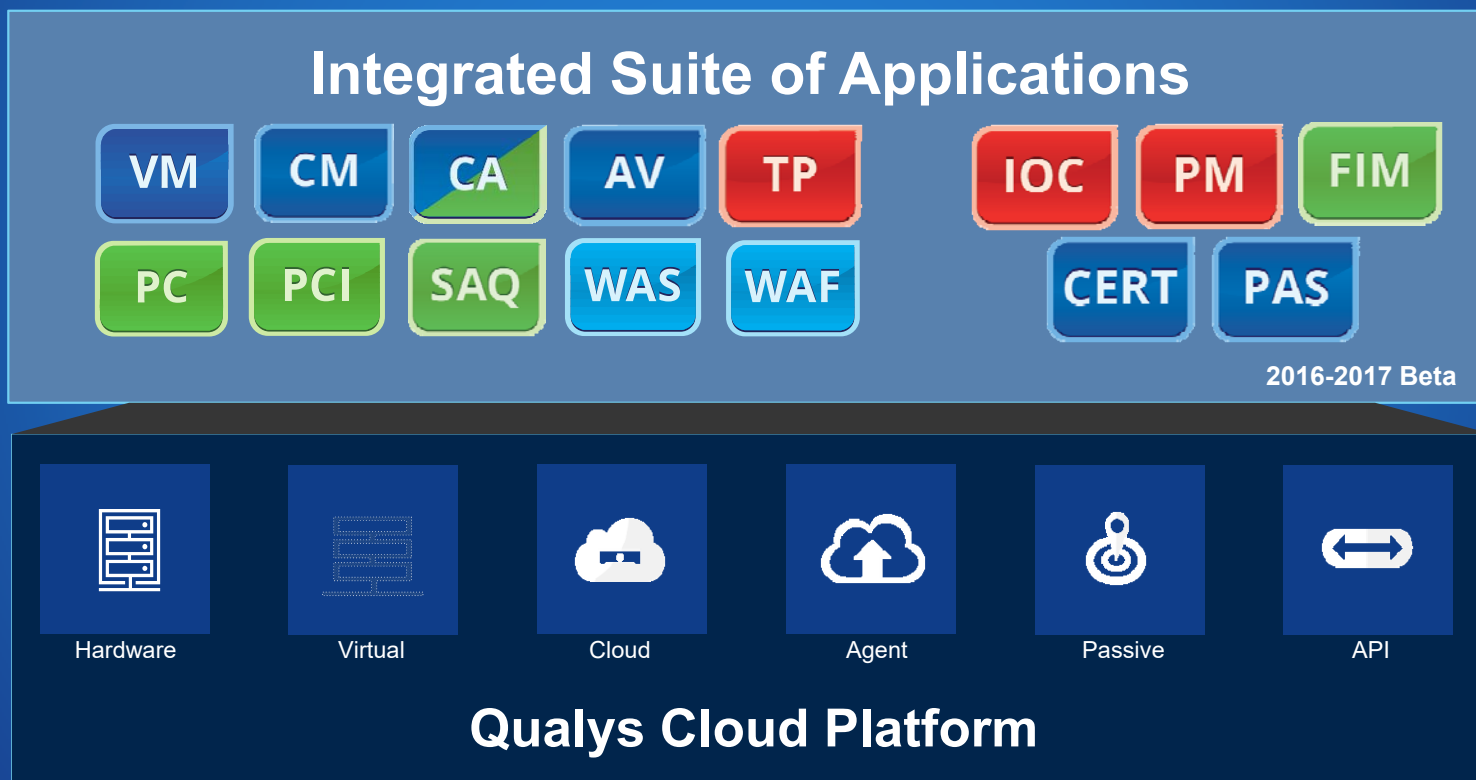 Integrated Suite of Applications
VM CM CA AV TP IOC PM FIM
PC PCI SAQ WAS WAF CERT PAS
2016-2017 Beta
Hardware Virtual Cloud Agent Passive API
Qualys Cloud Platform